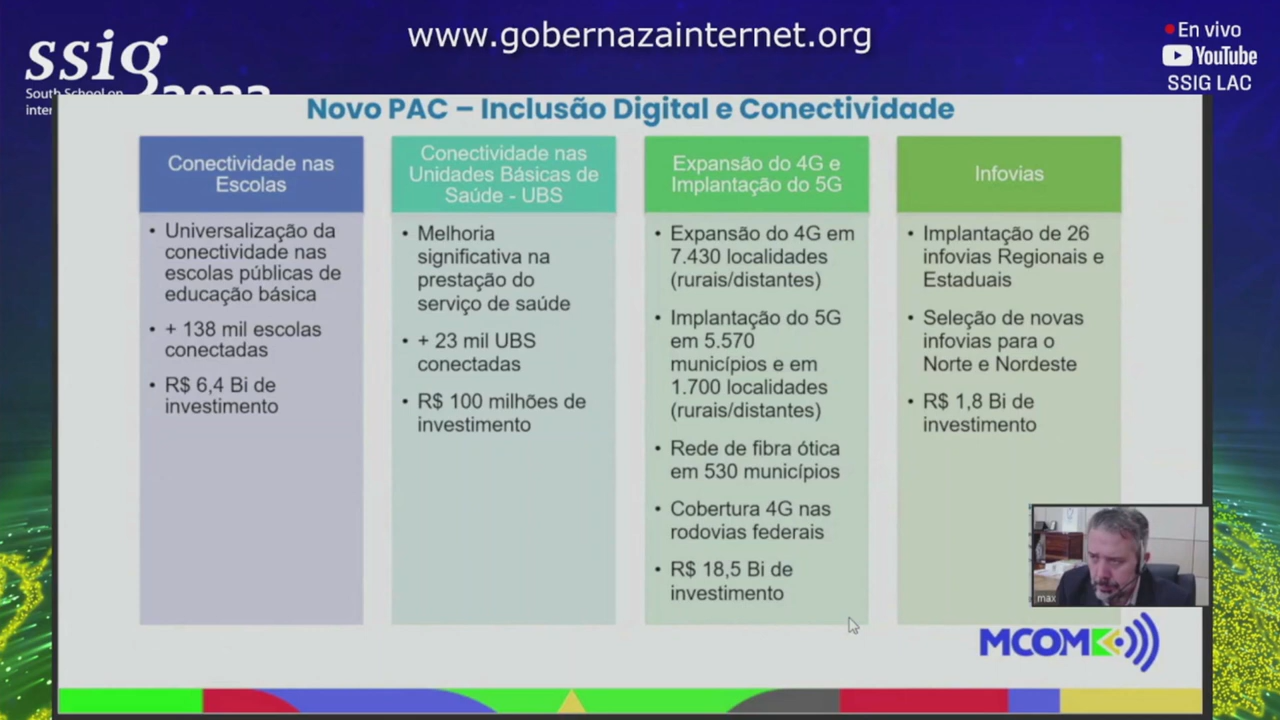 www.gobernazainternet.org
ssig
South School on
En vivo
YouTube
SSIG LAC
Novo PAC – Inclusão Digital e Conectividade
Conectividade nas
Escolas
• Universalização da
conectividade nas
escolas públicas de
educação básica
• + 138 mil escolas
conectadas
• R$ 6,4 Bi de
investimento
Conectividade nas
Unidades Básicas de
Saúde - UBS
• Melhoria
significativa na
prestação do
serviço de saúde
• + 23 mil UBS
conectadas
• R$ 100 milhões de
investimento
Expansão do 4G e
Implantação do 5G
• Expansão do 4G em
7.430 localidades
(rurais/distantes)
• Implantação do 5G
em 5.570
municípios e em
1.700 localidades
(rurais/distantes)
• Rede de fibra ótica
em 530 municípios
• Cobertura 4G nas
rodovias federais
• R$ 18,5 Bi de
investimento
Infovias
• Implantação de 26
infovias Regionais e
Estaduais
• Seleção de novas
infovias para o
Norte e Nordeste
• R$ 1,8 Bi de
investimento
max
MCOM